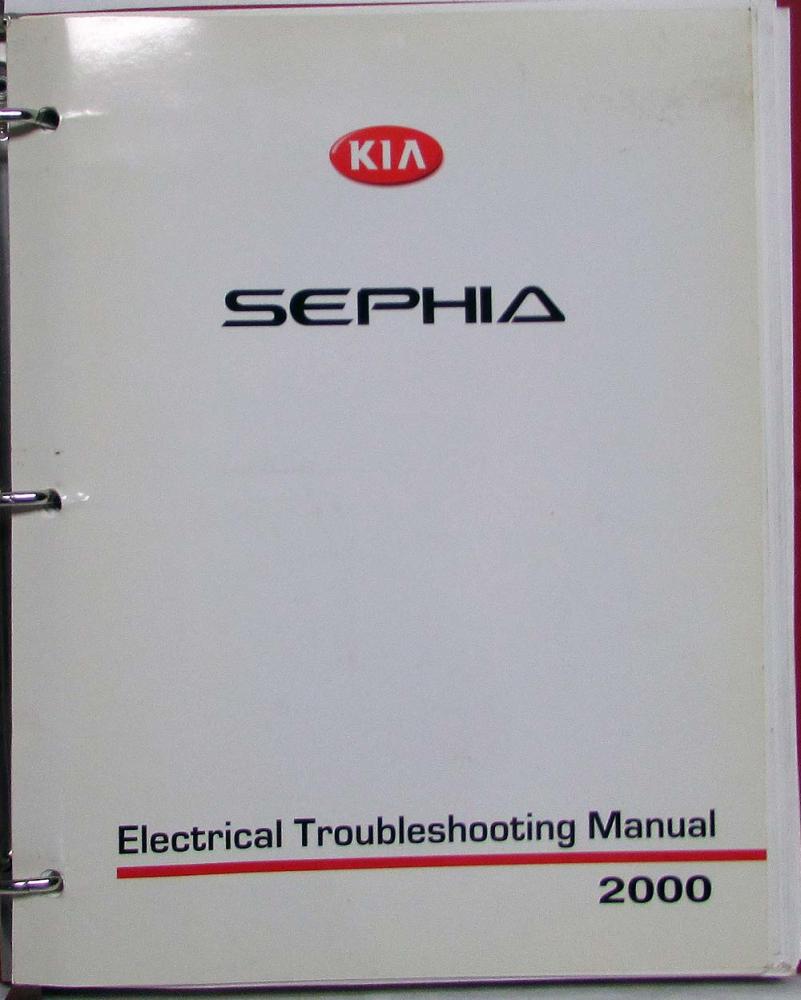 KIA
SEPHIA
Electrical Troubleshooting Manual
2000